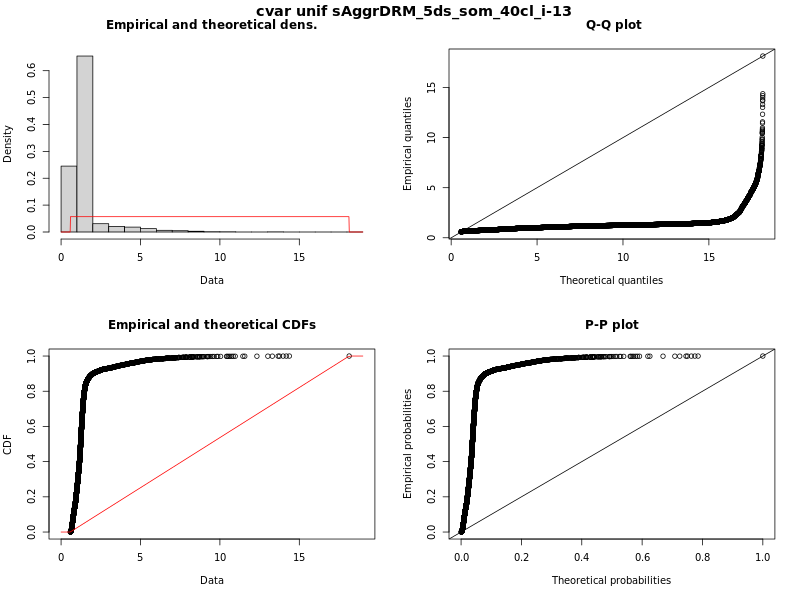 cvar unif sAggrDRM_5ds_som_40cl_i-13
Empirical and theoretical dens.
Density
0.0 0.1 0.2 0.3 0.4 0.5 0.6
0 5 10 15
Data
Q-Q plot
Empirical quantiles
0 5 10 15
0 5 10 15
Theoretical quantiles
Empirical and theoretical CDFs
CDF
0.0 0.2 0.4 0.6 0.8 1.0
0 5 10 15
Data
P-P plot
Empirical probabilities
0.0 0.2 0.4 0.6 0.8 1.0
0.0 0.2 0.4 0.6 0.8 1.0
Theoretical probabilities